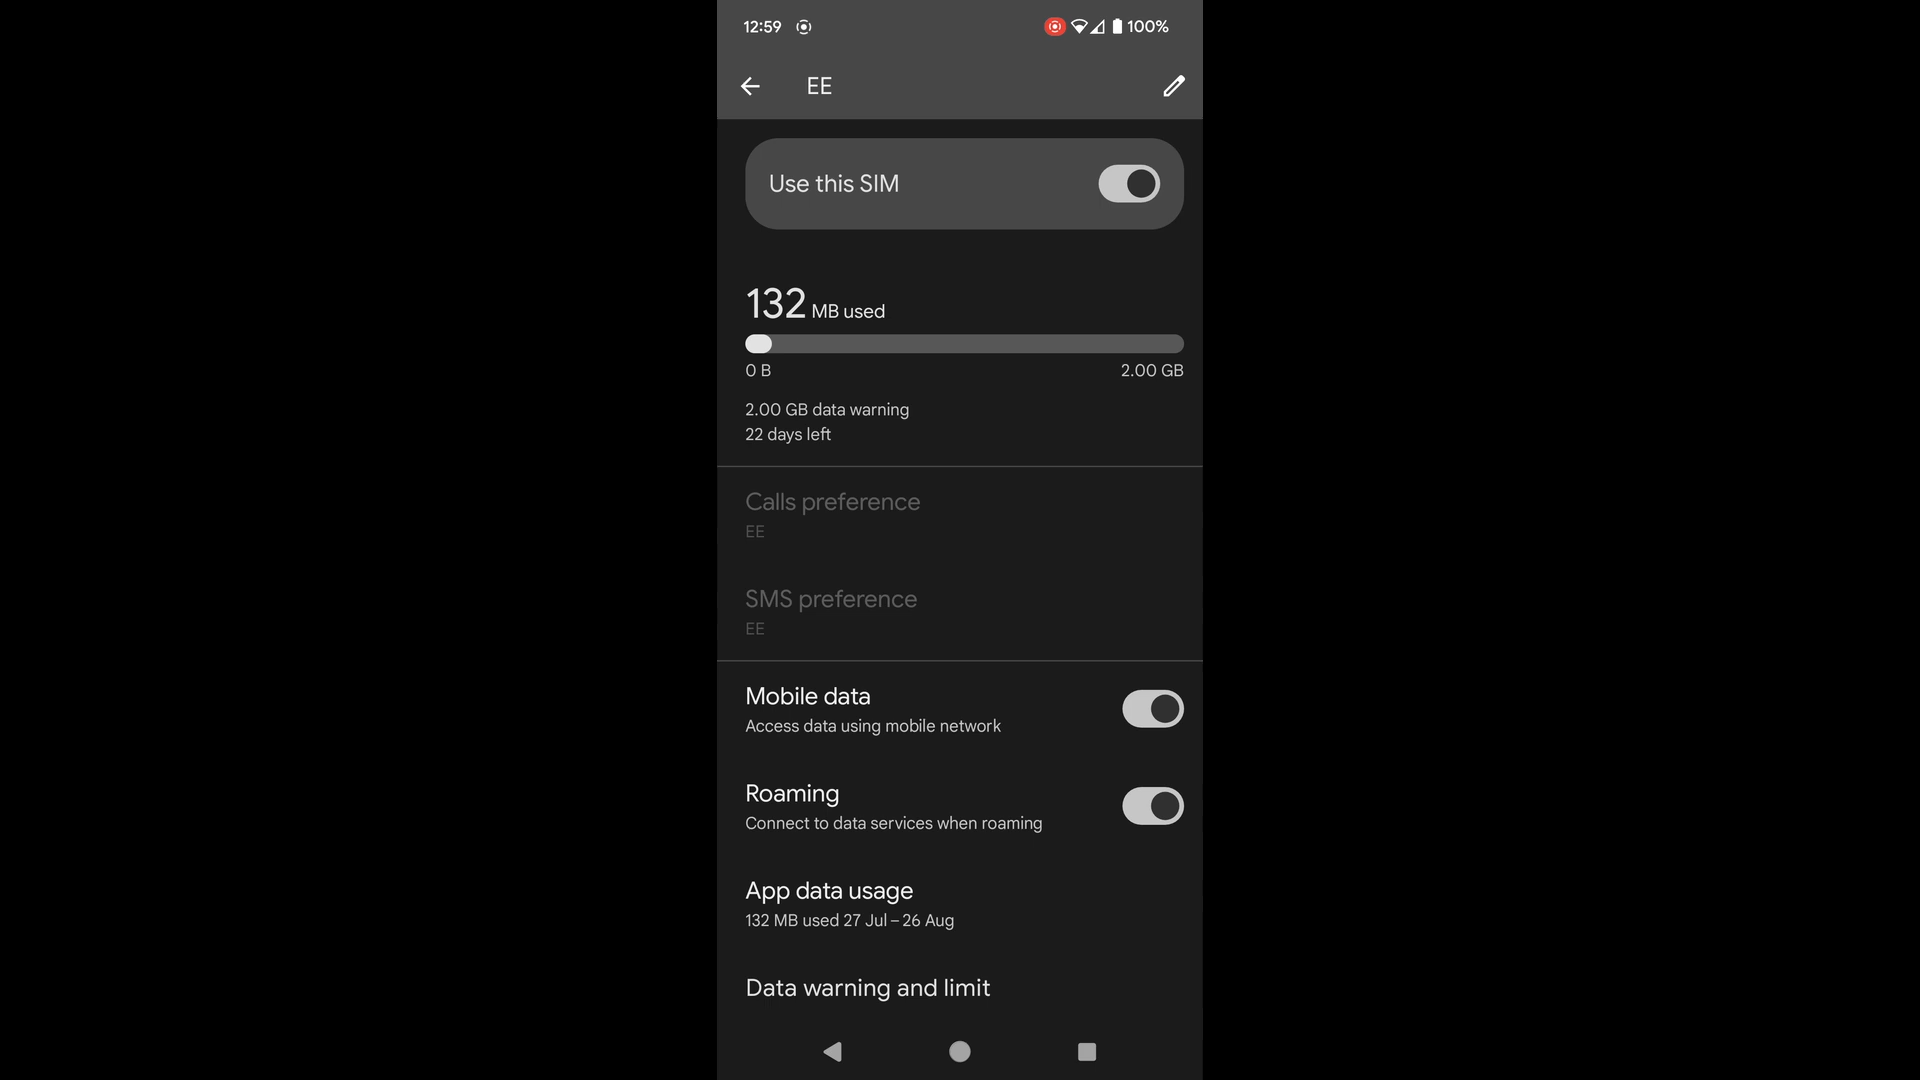 12:59
100%
EE
Use this SIM
132 MB used
0 B
2.00 GB
2.00 GB data warning
22 days left
Calls preference
EE
SMS preference
EE
Mobile data
Access data using mobile network
Roaming
Connect to data services when roaming
App data usage
132 MB used 27 Jul – 26 Aug
Data warning and limit